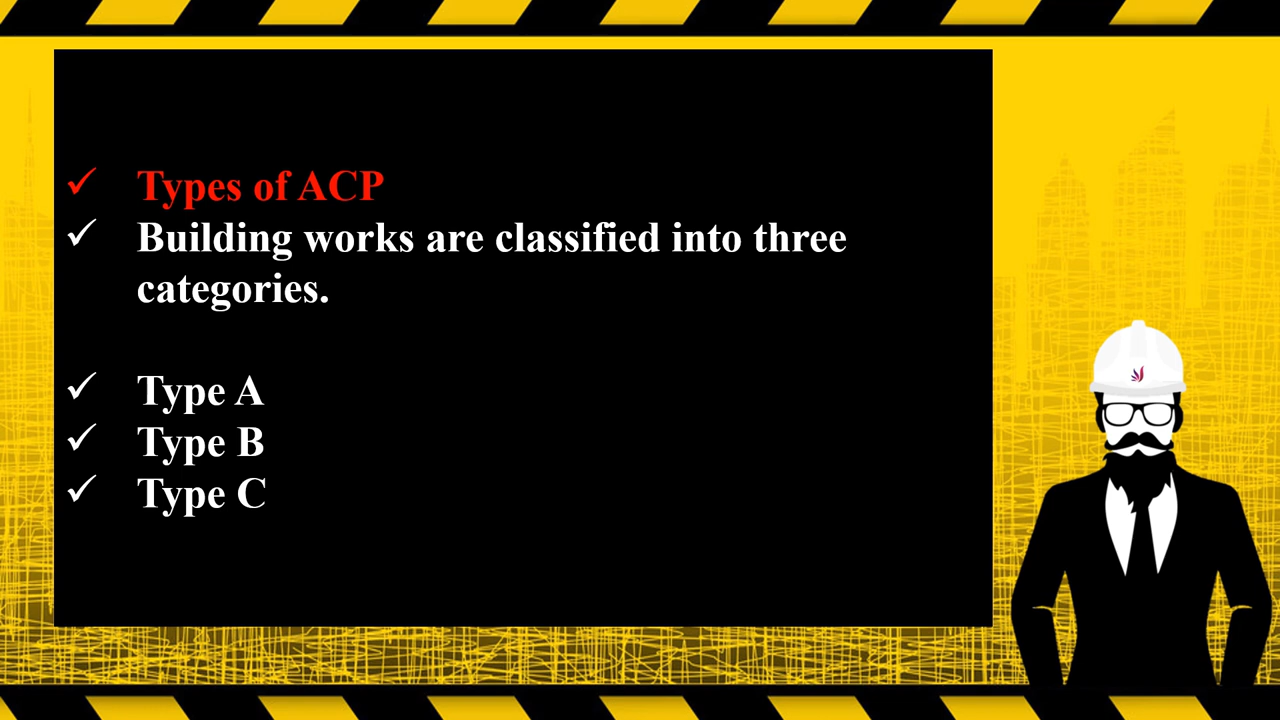 ✓ Types of ACP
✓ Building works are classified into three
categories.
✓ Type A
✓ Type B
✓ Type C